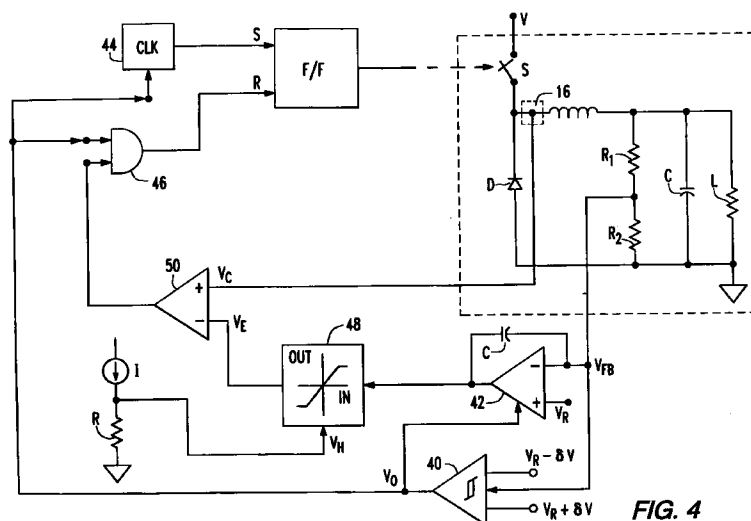 V
44
CLK
S
F/F
S
16
R
R1
46
D
C
L
R2
50
VC
VE
48
OUT
IN
C
42
VFB
VR
I
R
VH
VO
40
VR – δV
VR + δV
FIG. 4